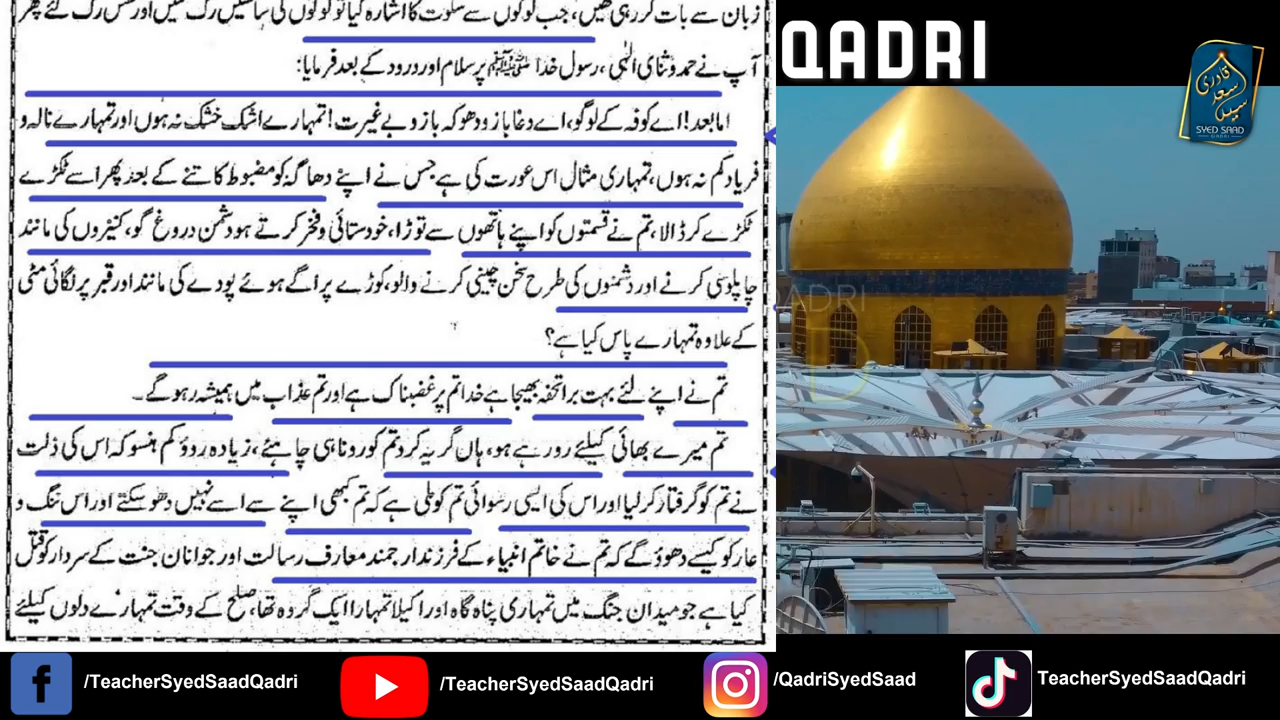 زبان سے بات کر رہی تھیں، جب لوگوں سے سکوت کا اشارہ کیا تو لوگوں کی سانسیں رک گئیں اور جرس رک گئے پھر
آپ نے حمد و ثنای الٰہی، رسول خدا ﷺ پر سلام اور درود کے بعد فرمایا:
اما بعد! اے کوفہ کے لوگو، اے دغا باز و دھوکہ باز و بے غیرت! تمہارے اشک خشک نہ ہوں اور تمہارے نالہ و
فریاد کم نہ ہوں، تمہاری مثال اس عورت کی ہے جس نے اپنے دھاگہ کو مضبوط کاتنے کے بعد پھر اسے ٹکڑے
ٹکڑے کر ڈالا، تم نے قسمتوں کو اپنے ہاتھوں سے توڑا، خودستائی و فخر کرتے ہو دشمن دروغ گو، کنیزوں کی مانند
چاپلوسی کرنے اور دشمنوں کی طرح سخن چینی کرنے والو، کوڑے پر اگے ہوئے پودے کی مانند اور قبر پر لگائی مٹی
کے علاوہ تمہارے پاس کیا ہے؟
تم نے اپنے لئے بہت برا تحفہ بھیجا ہے خدا تم پر غضبناک ہے اور تم عذاب میں ہمیشہ رہو گے۔
تم میرے بھائی کیلئے رو رہے ہو، ہاں گریہ کرو تم کو رونا ہی چاہئے، زیادہ روؤ کم ہنسو کہ اس کی ذلت
نے تم کو گرفتار کر لیا اور اس کی ایسی رسوائی تم کو ملی ہے کہ تم کبھی اپنے سے اسے نہیں دھو سکتے اور اس ننگ و
عار کو کیسے دھوؤ گے کہ تم نے خاتم انبیاء کے فرزند ارجمند معارف رسالت اور جوانان جنت کے سردار کو قتل
کیا ہے جو میدان جنگ میں تمہاری پناہ گاہ اور اکیلا تمہارا ایک گروہ تھا، صلح کے وقت تمہارے دلوں کیلئے
QADRI
قادری
سعد
سید
SYED SAAD
QADRI
QADRI
D
/TeacherSyedSaadQadri
/TeacherSyedSaadQadri
/QadriSyedSaad
TeacherSyedSaadQadri